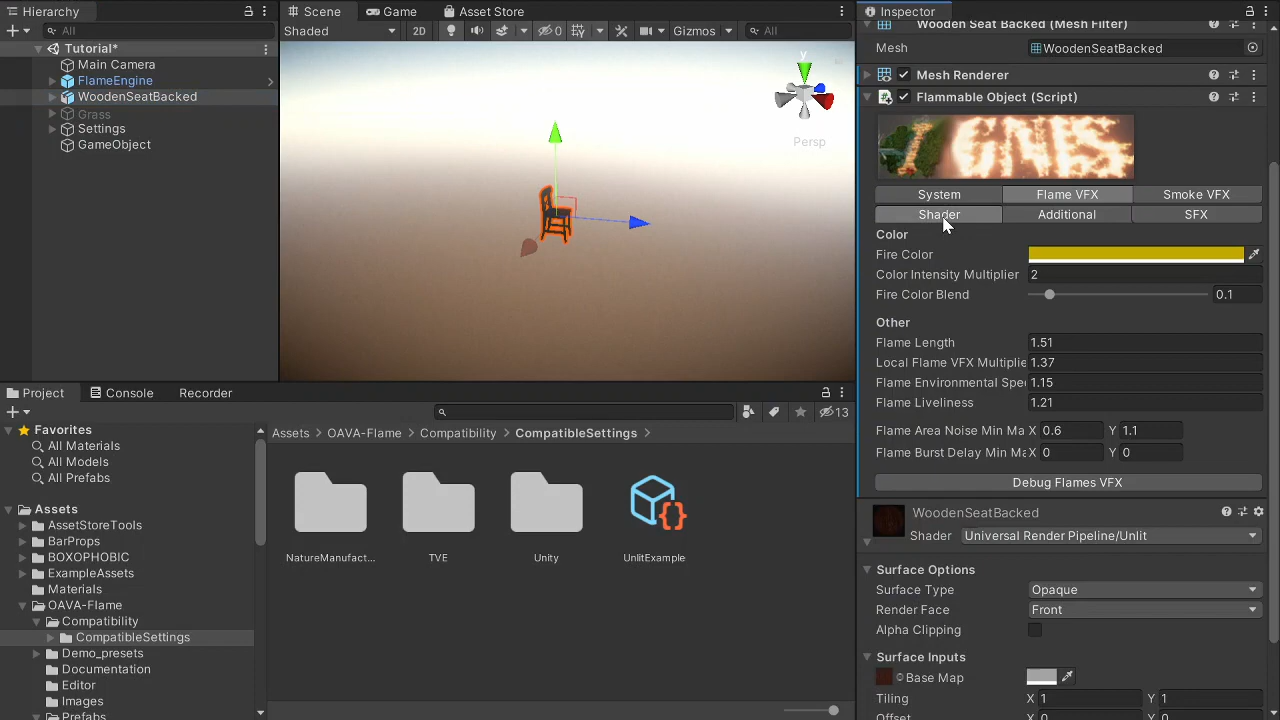 Hierarchy
All
Tutorial*
Main Camera
FlameEngine
WoodenSeatBacked
Grass
Settings
GameObject
Scene Game Asset Store
Shaded 2D 0 Gizmos All
y
Persp
Inspector
Wooden Seat Backed (Mesh Filter)
Mesh WoodenSeatBacked
Mesh Renderer
Flammable Object (Script)
IGNIS
System Flame VFX Smoke VFX
Shader Additional SFX
Color
Fire Color
Color Intensity Multiplier 2
Fire Color Blend 0.1
Other
Flame Length 1.51
Local Flame VFX Multiplie 1.37
Flame Environmental Spe 1.15
Flame Liveliness 1.21
Flame Area Noise Min Ma X 0.6 Y 1.1
Flame Burst Delay Min Ma X 0 Y 0
Debug Flames VFX
WoodenSeatBacked
Shader Universal Render Pipeline/Unlit
Surface Options
Surface Type Opaque
Render Face Front
Alpha Clipping
Surface Inputs
Base Map
Tiling X 1 Y 1
Offset X 0 Y 0
Project Console Recorder
13
Favorites
All Materials
All Models
All Prefabs
Assets
AssetStoreTools
BarProps
BOXOPHOBIC
ExampleAssets
Materials
OAVA-Flame
Compatibility
CompatibleSettings
Demo_presets
Documentation
Editor
Images
Prefabs
Assets > OAVA-Flame > Compatibility > CompatibleSettings >
NatureManufact... TVE Unity UnlitExample